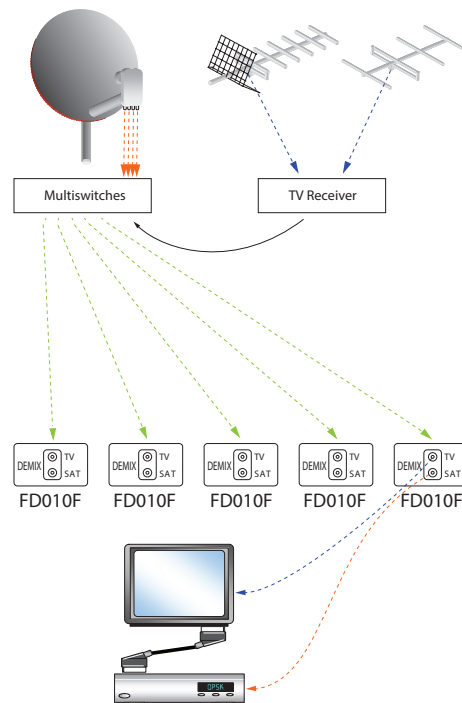 Multiswitches
TV Receiver
DEMIX
TV
SAT
FD010F
DEMIX
TV
SAT
FD010F
DEMIX
TV
SAT
FD010F
DEMIX
TV
SAT
FD010F
DEMIX
TV
SAT
FD010F
QPSK